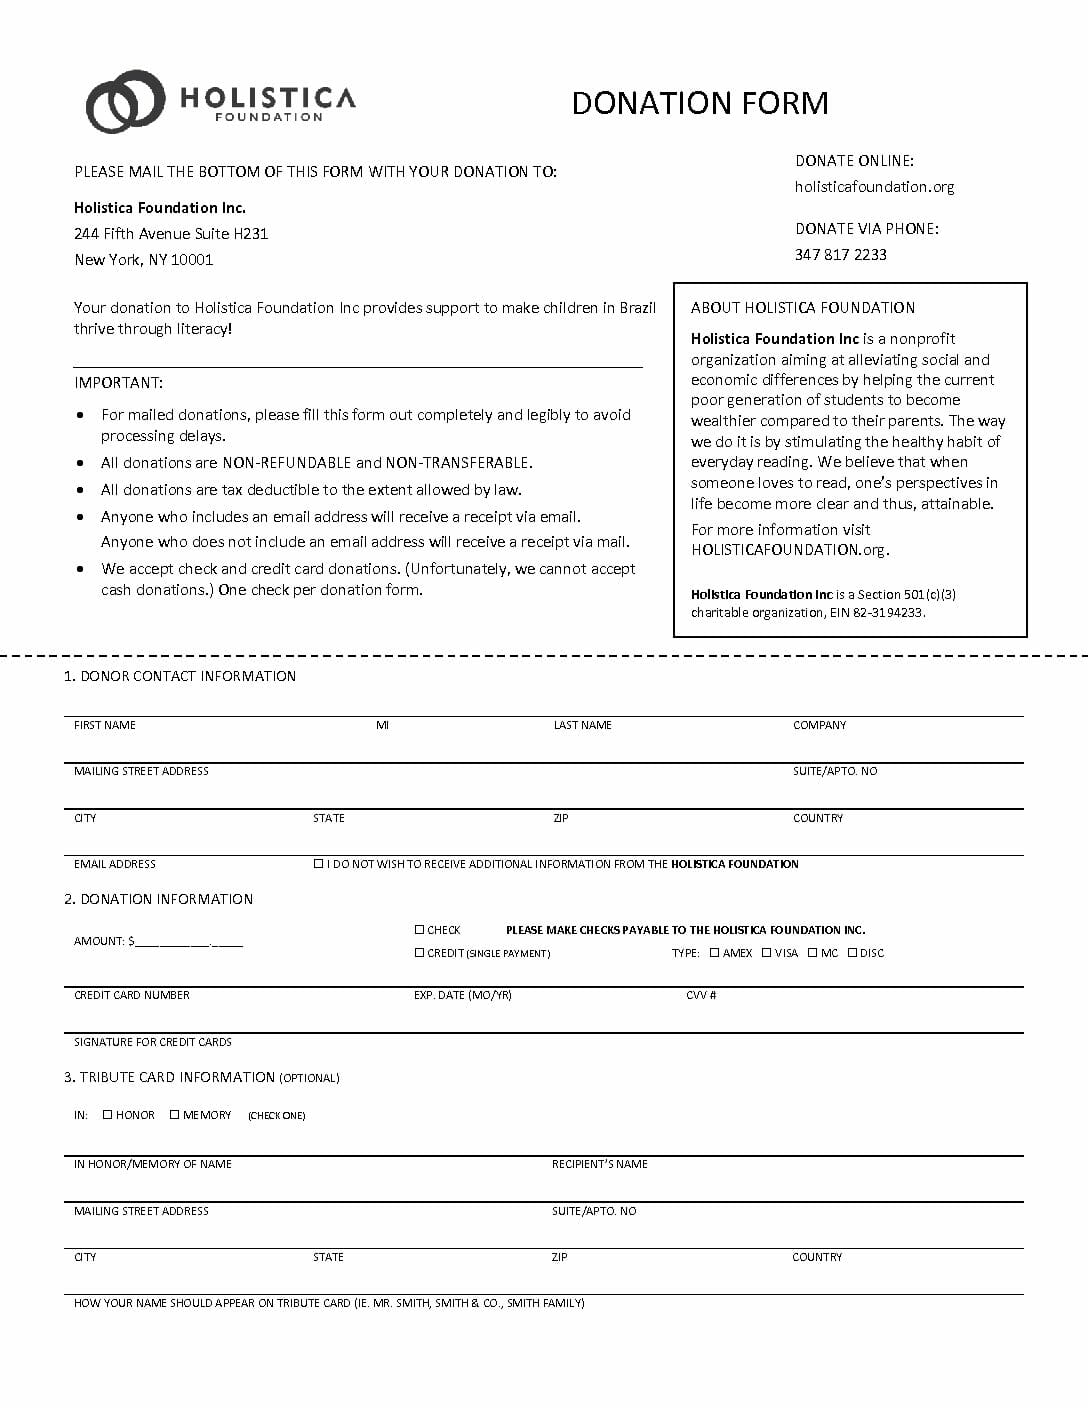 HOLISTICA
FOUNDATION
DONATION FORM
PLEASE MAIL THE BOTTOM OF THIS FORM WITH YOUR DONATION TO:
Holistica Foundation Inc.
244 Fifth Avenue Suite H231
New York, NY 10001
DONATE ONLINE:
holisticafoundation.org
DONATE VIA PHONE:
347 817 2233
Your donation to Holistica Foundation Inc provides support to make children in Brazil
thrive through literacy!
IMPORTANT:
• For mailed donations, please fill this form out completely and legibly to avoid
processing delays.
• All donations are NON-REFUNDABLE and NON-TRANSFERABLE.
• All donations are tax deductible to the extent allowed by law.
• Anyone who includes an email address will receive a receipt via email.
Anyone who does not include an email address will receive a receipt via mail.
• We accept check and credit card donations. (Unfortunately, we cannot accept
cash donations.) One check per donation form.
ABOUT HOLISTICA FOUNDATION
Holistica Foundation Inc is a nonprofit
organization aiming at alleviating social and
economic differences by helping the current
poor generation of students to become
wealthier compared to their parents. The way
we do it is by stimulating the healthy habit of
everyday reading. We believe that when
someone loves to read, one’s perspectives in
life become more clear and thus, attainable.
For more information visit
HOLISTICAFOUNDATION.org.
Holistica Foundation Inc is a Section 501(c)(3)
charitable organization, EIN 82-3194233.
1. DONOR CONTACT INFORMATION
FIRST NAME MI LAST NAME COMPANY
MAILING STREET ADDRESS SUITE/APTO. NO
CITY STATE ZIP COUNTRY
EMAIL ADDRESS ☐ I DO NOT WISH TO RECEIVE ADDITIONAL INFORMATION FROM THE HOLISTICA FOUNDATION
2. DONATION INFORMATION
☐ CHECK PLEASE MAKE CHECKS PAYABLE TO THE HOLISTICA FOUNDATION INC.
AMOUNT: $____________._____
☐ CREDIT (SINGLE PAYMENT) TYPE: ☐ AMEX ☐ VISA ☐ MC ☐ DISC
CREDIT CARD NUMBER EXP. DATE (MO/YR) CVV #
SIGNATURE FOR CREDIT CARDS
3. TRIBUTE CARD INFORMATION (OPTIONAL)
IN: ☐ HONOR ☐ MEMORY (CHECK ONE)
IN HONOR/MEMORY OF NAME RECIPIENT’S NAME
MAILING STREET ADDRESS SUITE/APTO. NO
CITY STATE ZIP COUNTRY
HOW YOUR NAME SHOULD APPEAR ON TRIBUTE CARD (IE. MR. SMITH, SMITH & CO., SMITH FAMILY)